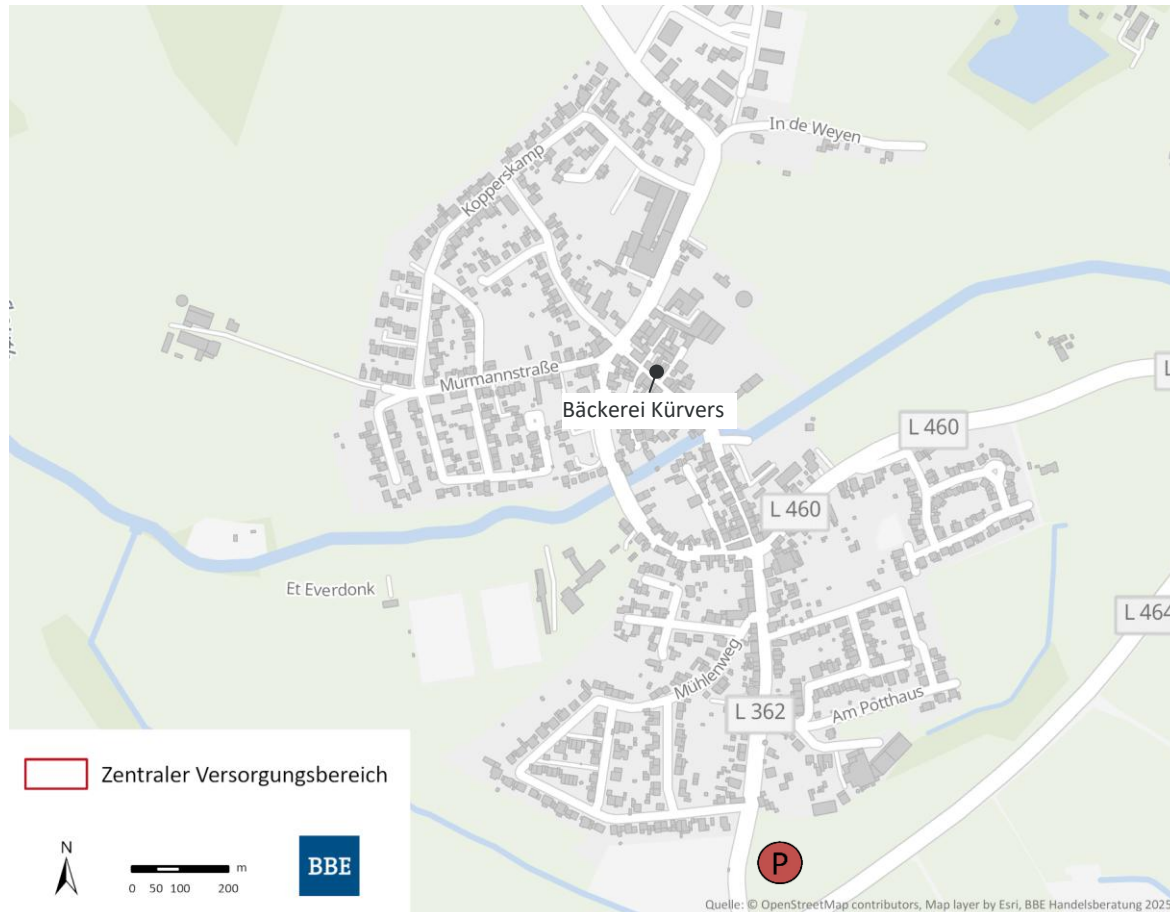 In de Weyen
Kopperskamp
Murmannstraße
Bäckerei Kürvers
L 460
L 460
Et Everdonk
L 464
Mühlenweg
L 362
Am Potthaus
Zentraler Versorgungsbereich
N
m
0 50 100 200
BBE
P
Quelle: © OpenStreetMap contributors, Map layer by Esri, BBE Handelsberatung 2025